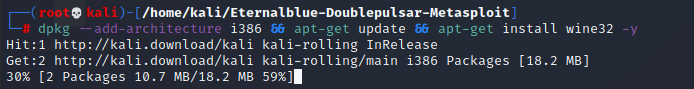 ┌──(root💀kali)-[/home/kali/Eternalblue-Doublepulsar-Metasploit]
└─# dpkg --add-architecture i386 && apt-get update && apt-get install wine32 -y
Hit:1 http://kali.download/kali kali-rolling InRelease
Get:2 http://kali.download/kali kali-rolling/main i386 Packages [18.2 MB]
30% [2 Packages 10.7 MB/18.2 MB 59%]